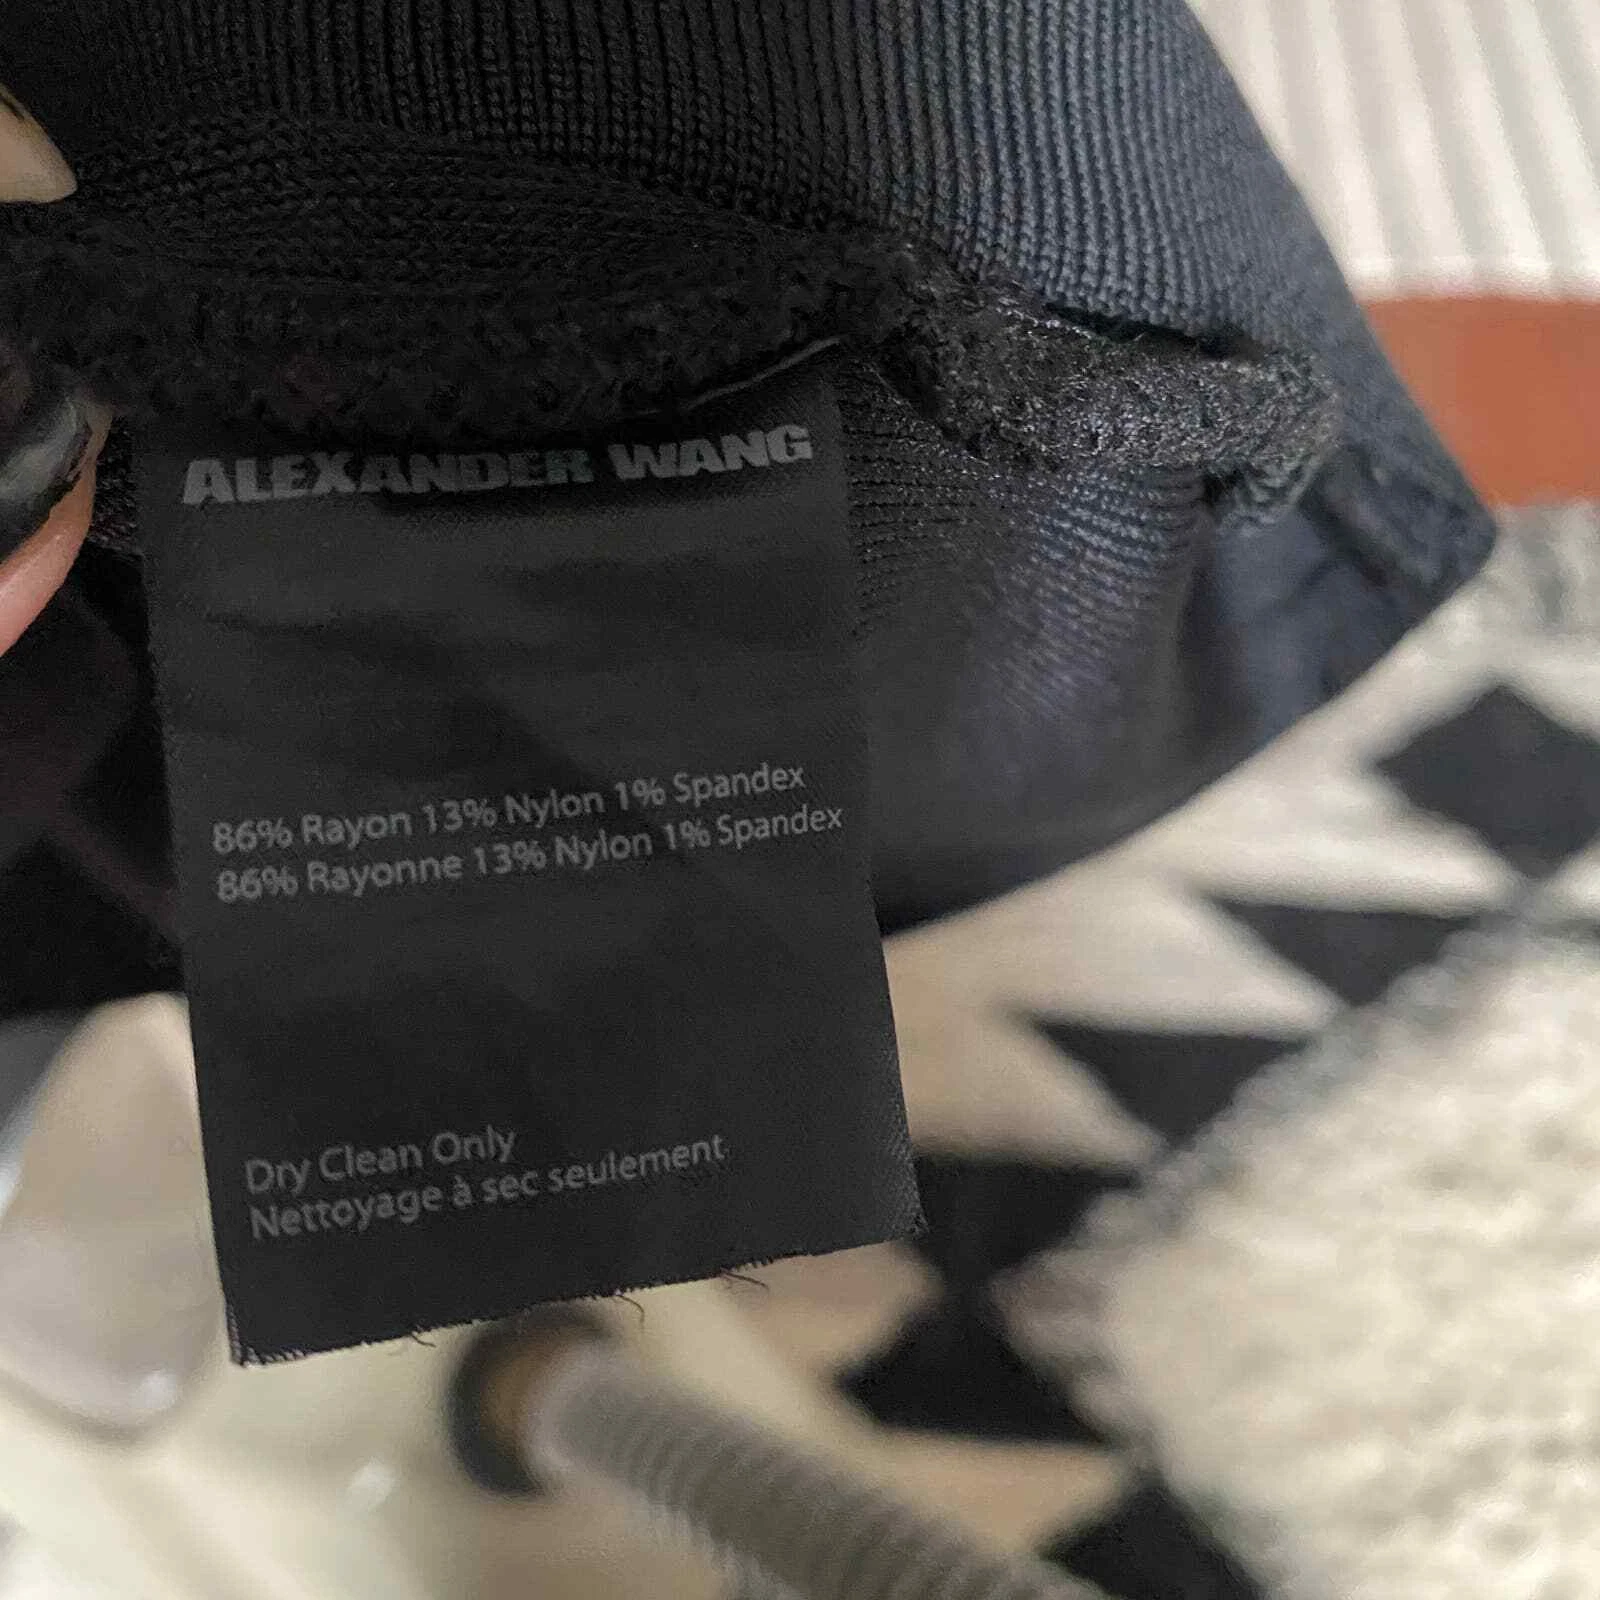 ALEXANDER WANG
86% Rayon 13% Nylon 1% Spandex
86% Rayonne 13% Nylon 1% Spandex
Dry Clean Only
Nettoyage à sec seulement